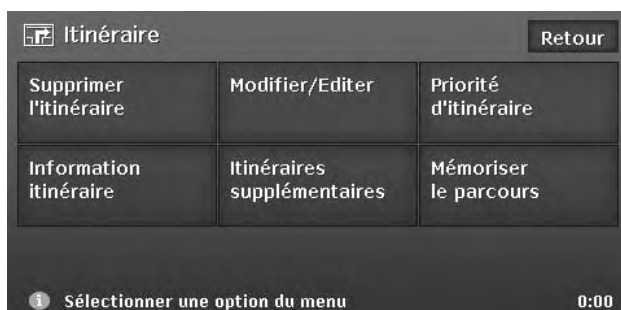 Itinéraire
Retour
Supprimer
l'itinéraire
Modifier/Editer
Priorité
d'itinéraire
Information
itinéraire
Itinéraires
supplémentaires
Mémoriser
le parcours
Sélectionner une option du menu
0:00